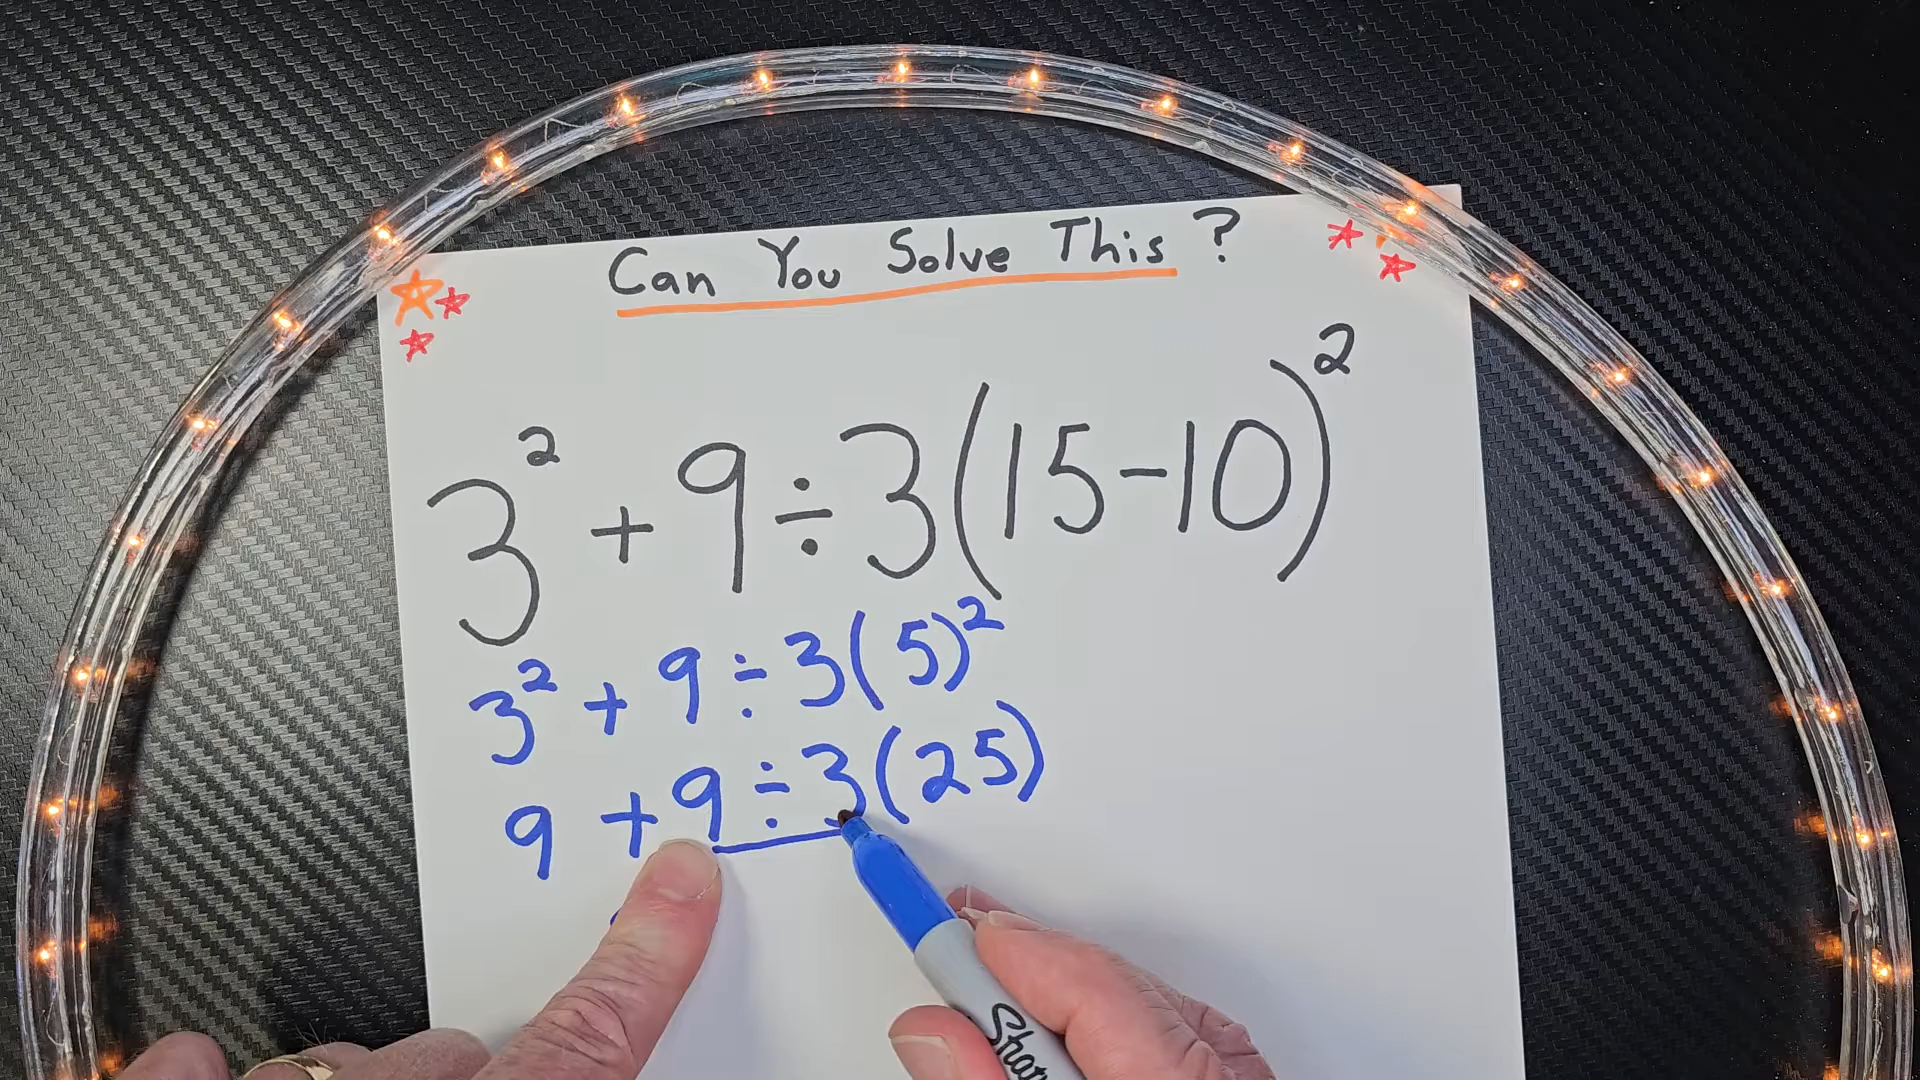 Can You Solve This ?
3² + 9 ÷ 3(15-10)²
3² + 9 ÷ 3(5)²
9 + 9 ÷ 3(25)